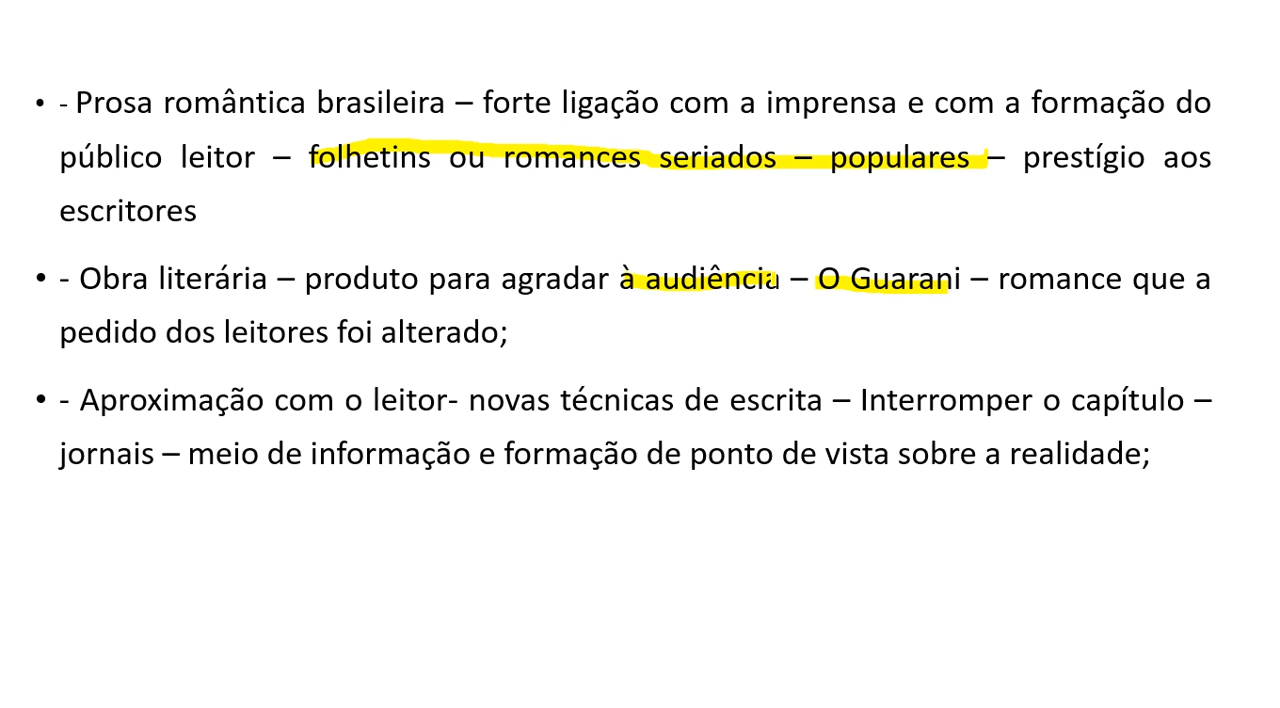 • - Prosa romântica brasileira – forte ligação com a imprensa e com a formação do
público leitor – folhetins ou romances seriados – populares – prestígio aos
escritores
• - Obra literária – produto para agradar à audiência – O Guarani – romance que a
pedido dos leitores foi alterado;
• - Aproximação com o leitor- novas técnicas de escrita – Interromper o capítulo –
jornais – meio de informação e formação de ponto de vista sobre a realidade;